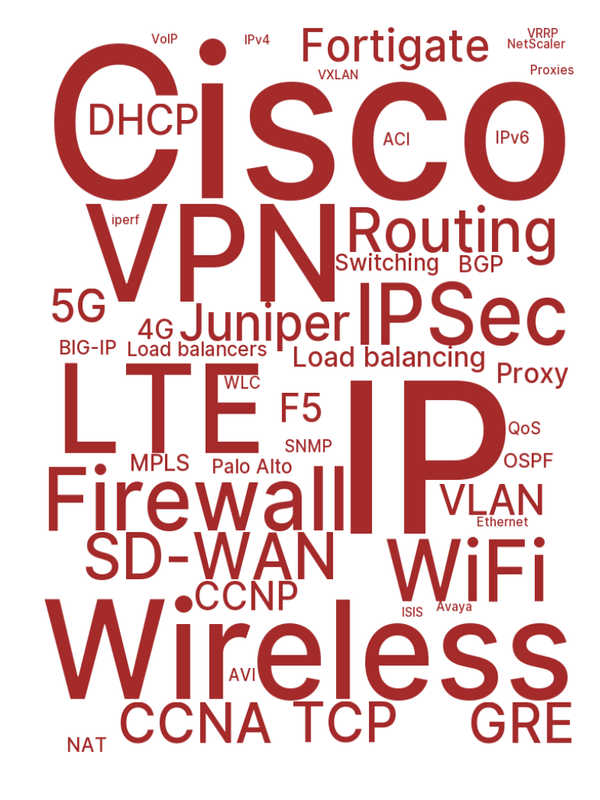 VoIP
IPv4
Fortigate
VRRP
NetScaler
VXLAN
Proxies
Cisco
DHCP
ACI
IPv6
VPN
iperf
Routing
Switching
BGP
5G
4G
Juniper
IPSec
BIG-IP
Load balancers
Load balancing
Proxy
LTE
WLC
F5
IP
QoS
SNMP
MPLS
Palo Alto
OSPF
Firewall
VLAN
Ethernet
SD-WAN
WiFi
CCNP
ISIS
Avaya
Wireless
AVI
CCNA
TCP
GRE
NAT